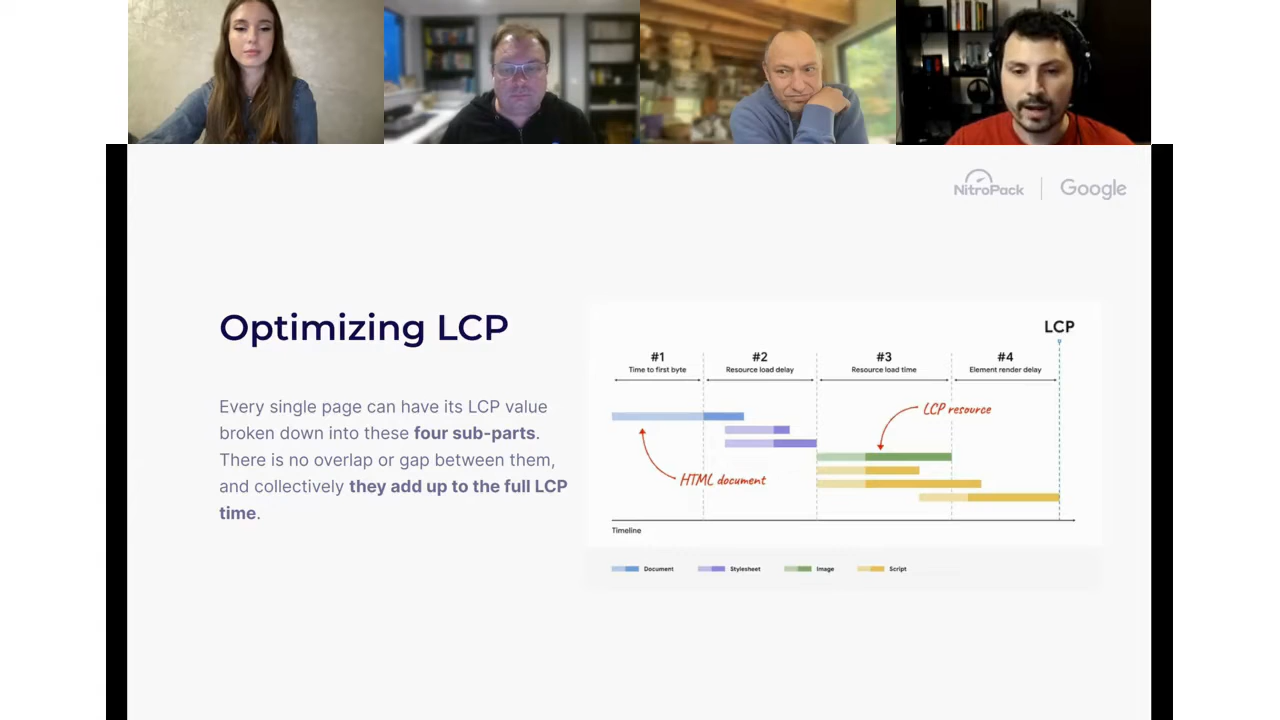 NitroPack | Google
Optimizing LCP
Every single page can have its LCP value
broken down into these four sub-parts.
There is no overlap or gap between them,
and collectively they add up to the full LCP
time.
LCP
#1 #2 #3 #4
Time to first byte Resource load delay Resource load time Element render delay
LCP resource
HTML document
Timeline
Document Stylesheet Image Script